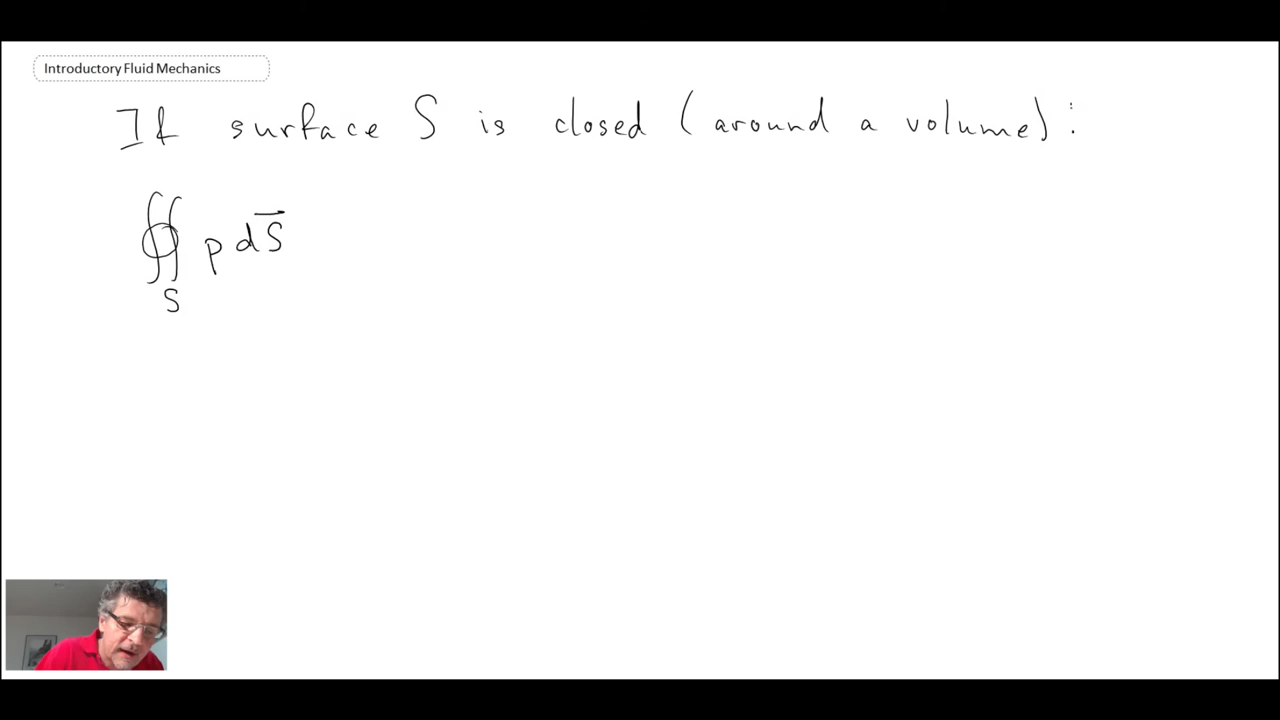 Introductory Fluid Mechanics
If surface S is closed (around a volume):
∯ p dS⃗
S